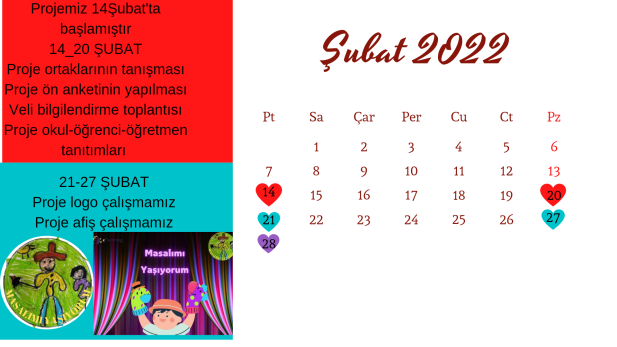 Projemiz 14Şubat'ta
başlamıştır
14_20 ŞUBAT
Proje ortaklarının tanışması
Proje ön anketinin yapılması
Veli bilgilendirme toplantısı
Proje okul-öğrenci-öğretmen
tanıtımları
21-27 ŞUBAT
Proje logo çalışmamız
Proje afiş çalışmamız
MASALIMI YAŞIYORUM
Masalımı
Yaşıyorum
Şubat 2022
Pt Sa Çar Per Cu Ct Pz
1 2 3 4 5 6
7 8 9 10 11 12 13
14 15 16 17 18 19 20
21 22 23 24 25 26 27
28